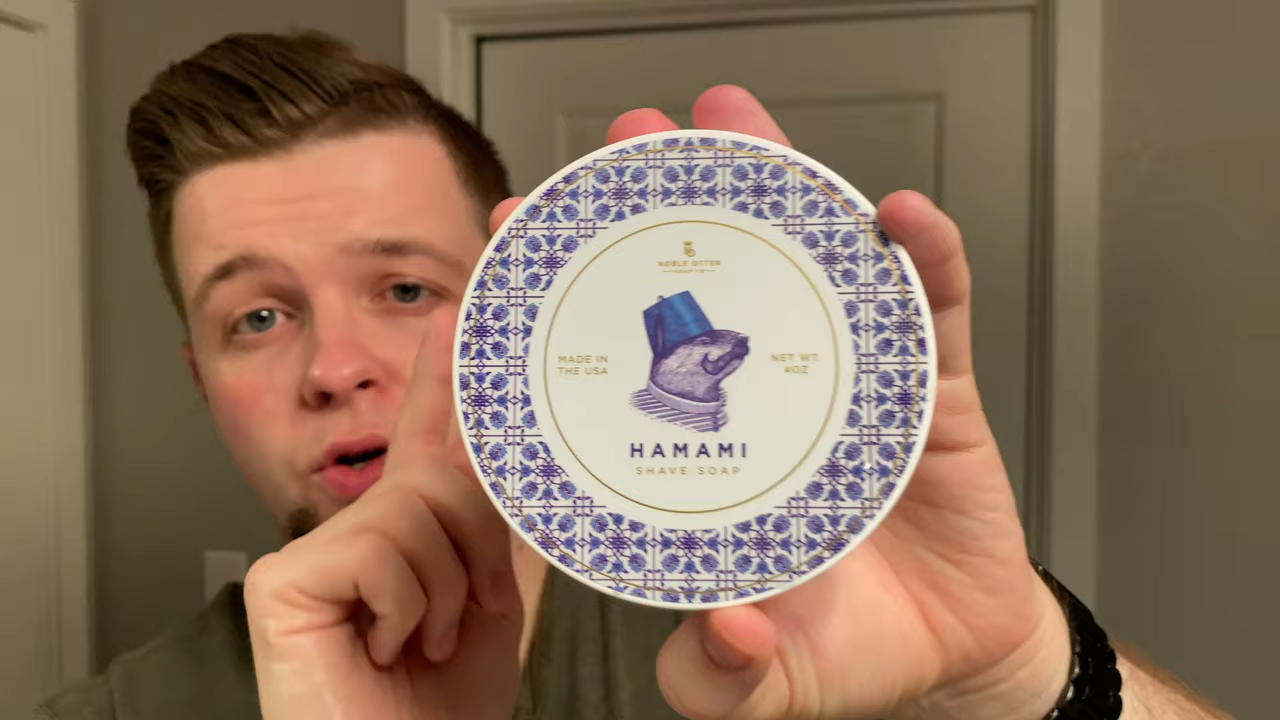 NOBLE OTTER
SOAP CO
MADE IN
THE USA
NET WT.
4OZ
HAMAMI
SHAVE SOAP